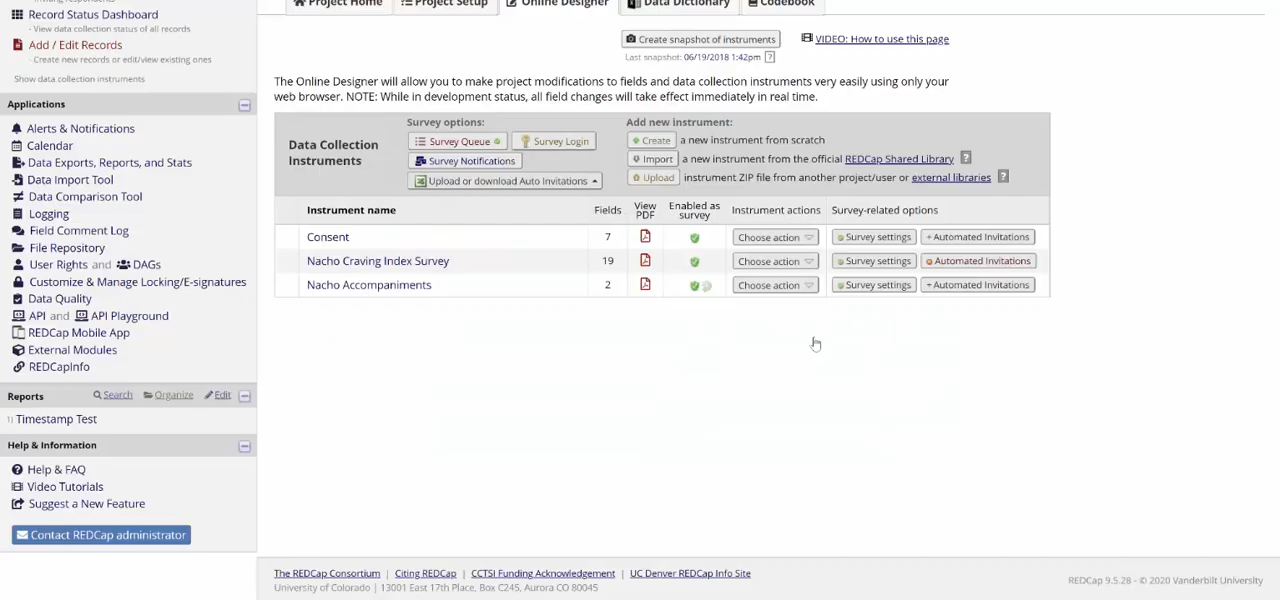 Record Status Dashboard
- View data collection status of all records
Add / Edit Records
- Create new records or edit/view existing ones
Show data collection instruments
Applications
Alerts & Notifications
Calendar
Data Exports, Reports, and Stats
Data Import Tool
Data Comparison Tool
Logging
Field Comment Log
File Repository
User Rights and DAGs
Customize & Manage Locking/E-signatures
Data Quality
API and API Playground
REDCap Mobile App
External Modules
REDCapInfo
Reports Search Organize Edit
1) Timestamp Test
Help & Information
Help & FAQ
Video Tutorials
Suggest a New Feature
Contact REDCap administrator
Project Home Project Setup Online Designer Data Dictionary Codebook
Create snapshot of instruments VIDEO: How to use this page
Last snapshot: 06/19/2018 1:42pm ?
The Online Designer will allow you to make project modifications to fields and data collection instruments very easily using only your
web browser. NOTE: While in development status, all field changes will take effect immediately in real time.
Data Collection
Instruments
Survey options:
Survey Queue Survey Login
Survey Notifications
Upload or download Auto Invitations
Add new instrument:
Create a new instrument from scratch
Import a new instrument from the official REDCap Shared Library ?
Upload instrument ZIP file from another project/user or external libraries ?
Instrument name Fields View PDF Enabled as survey Instrument actions Survey-related options
Consent 7 Choose action Survey settings +Automated Invitations
Nacho Craving Index Survey 19 Choose action Survey settings Automated Invitations
Nacho Accompaniments 2 Choose action Survey settings +Automated Invitations
The REDCap Consortium | Citing REDCap | CCTSI Funding Acknowledgement | UC Denver REDCap Info Site
University of Colorado | 13001 East 17th Place, Box C245, Aurora CO 80045
REDCap 9.5.28 - © 2020 Vanderbilt University